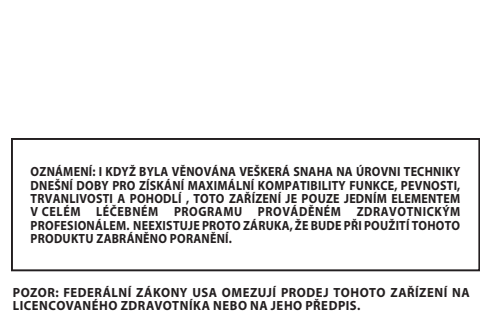 OZNÁMENÍ: I KDYŽ BYLA VĚNOVÁNA VEŠKERÁ SNAHA NA ÚROVNI TECHNIKY
DNEŠNÍ DOBY PRO ZÍSKÁNÍ MAXIMÁLNÍ KOMPATIBILITY FUNKCE, PEVNOSTI,
TRVANLIVOSTI A POHODLÍ , TOTO ZAŘÍZENÍ JE POUZE JEDNÍM ELEMENTEM
V CELÉM LÉČEBNÉM PROGRAMU PROVÁDĚNÉM ZDRAVOTNICKÝM
PROFESIONÁLEM. NEEXISTUJE PROTO ZÁRUKA, ŽE BUDE PŘI POUŽITÍ TOHOTO
PRODUKTU ZABRÁNĚNO PORANĚNÍ.
POZOR: FEDERÁLNÍ ZÁKONY USA OMEZUJÍ PRODEJ TOHOTO ZAŘÍZENÍ NA
LICENCOVANÉHO ZDRAVOTNÍKA NEBO NA JEHO PŘEDPIS.